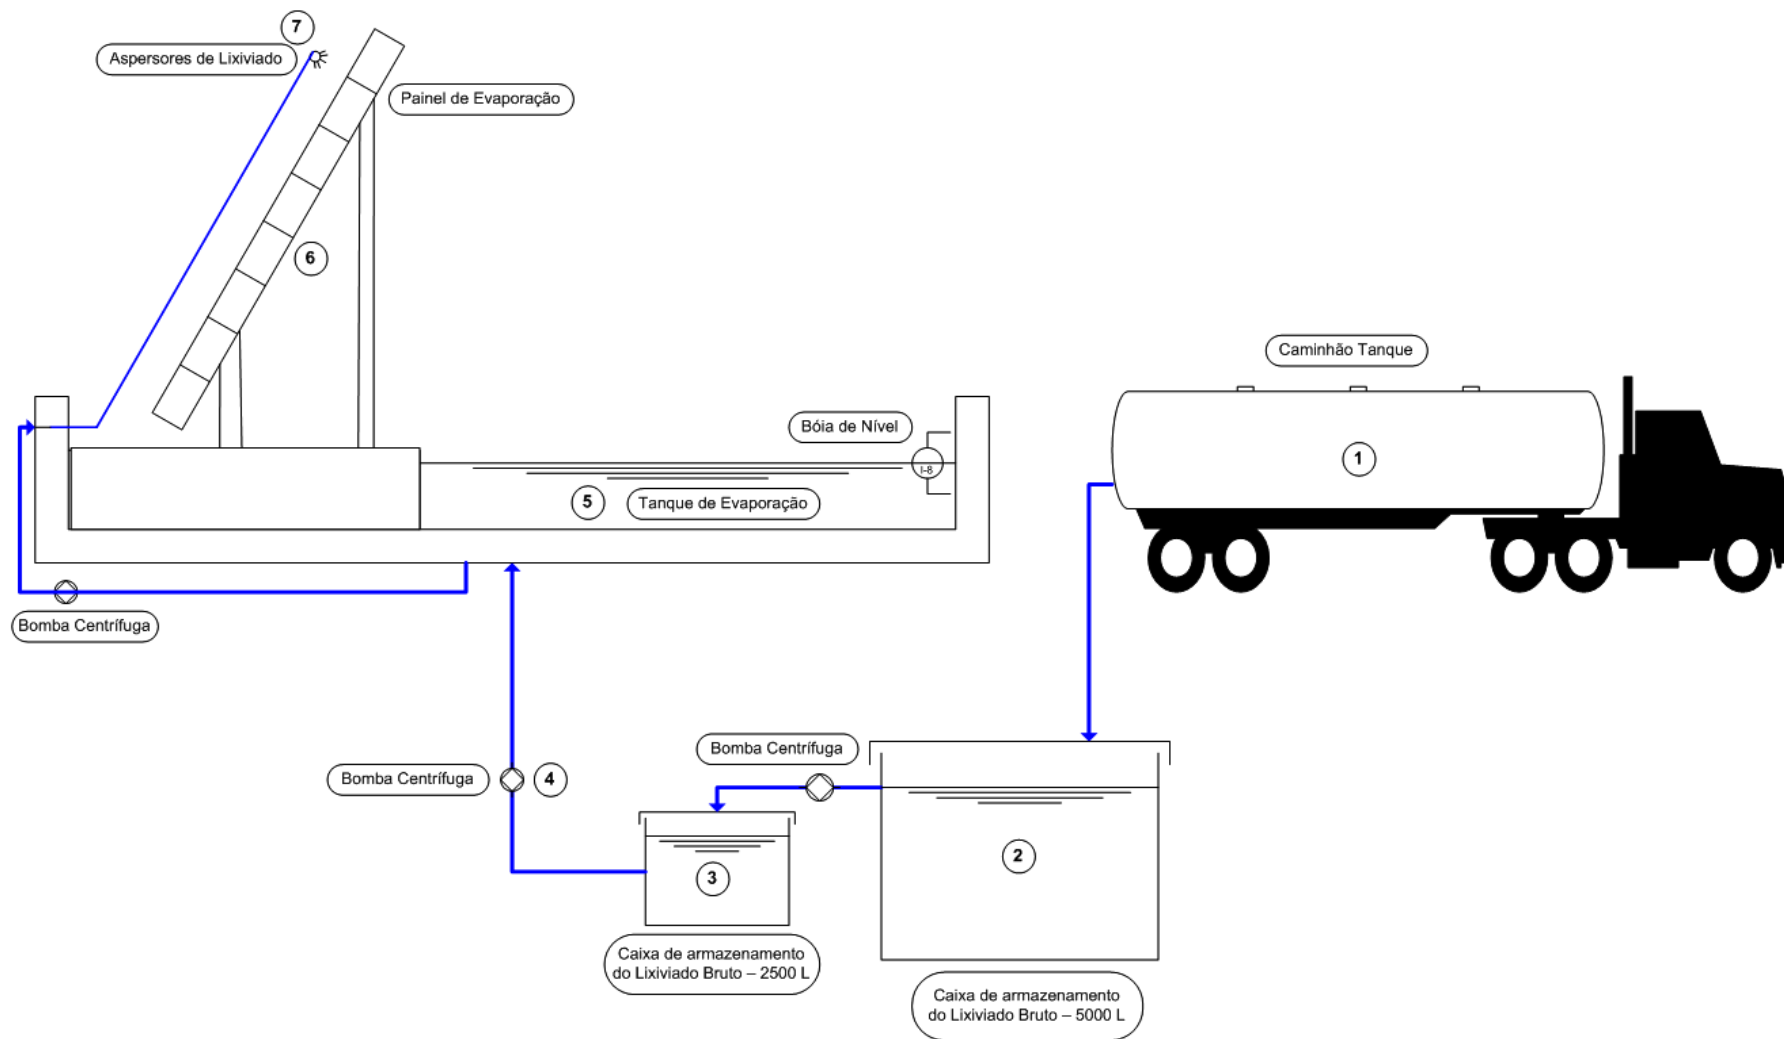 7
Aspersores de Lixiviado
Painel de Evaporação
6
Caminhão Tanque
Bóia de Nível
1
I-8
5
Tanque de Evaporação
Bomba Centrífuga
Bomba Centrífuga
Bomba Centrífuga
4
2
3
Caixa de armazenamento
do Lixiviado Bruto – 2500 L
Caixa de armazenamento
do Lixiviado Bruto – 5000 L